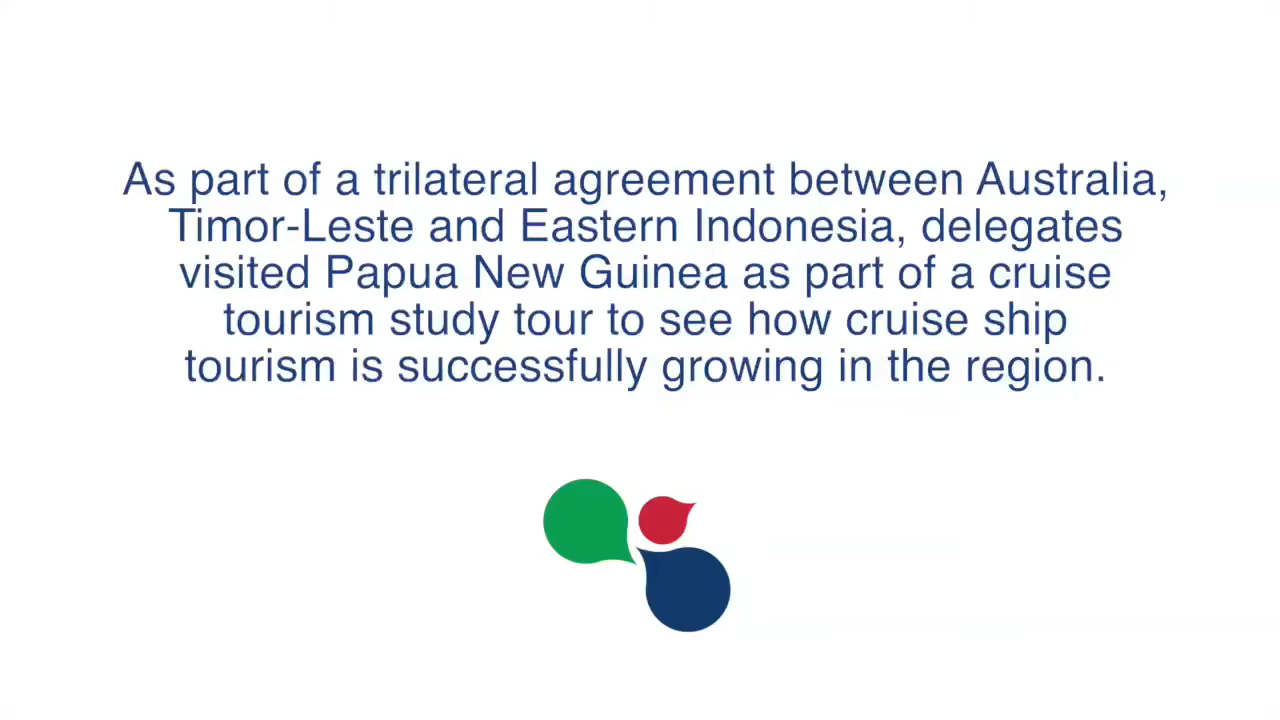 As part of a trilateral agreement between Australia,
Timor-Leste and Eastern Indonesia, delegates
visited Papua New Guinea as part of a cruise
tourism study tour to see how cruise ship
tourism is successfully growing in the region.